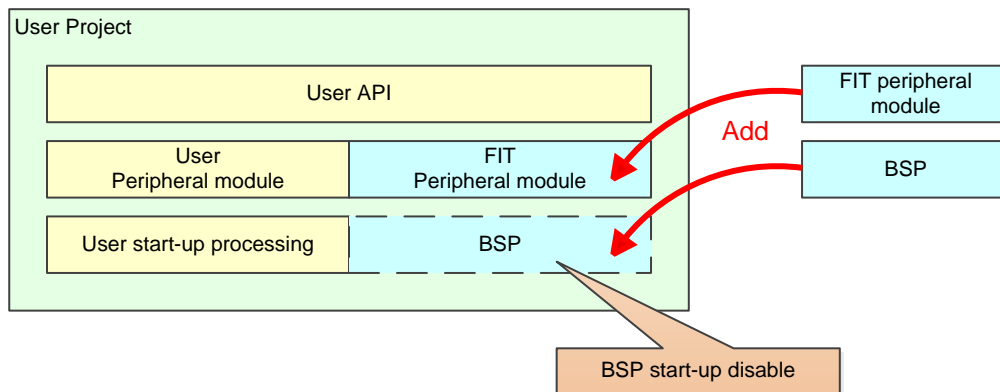 User Project
User API
User
Peripheral module
FIT
Peripheral module
User start-up processing
BSP
FIT peripheral
module
Add
BSP
BSP start-up disable